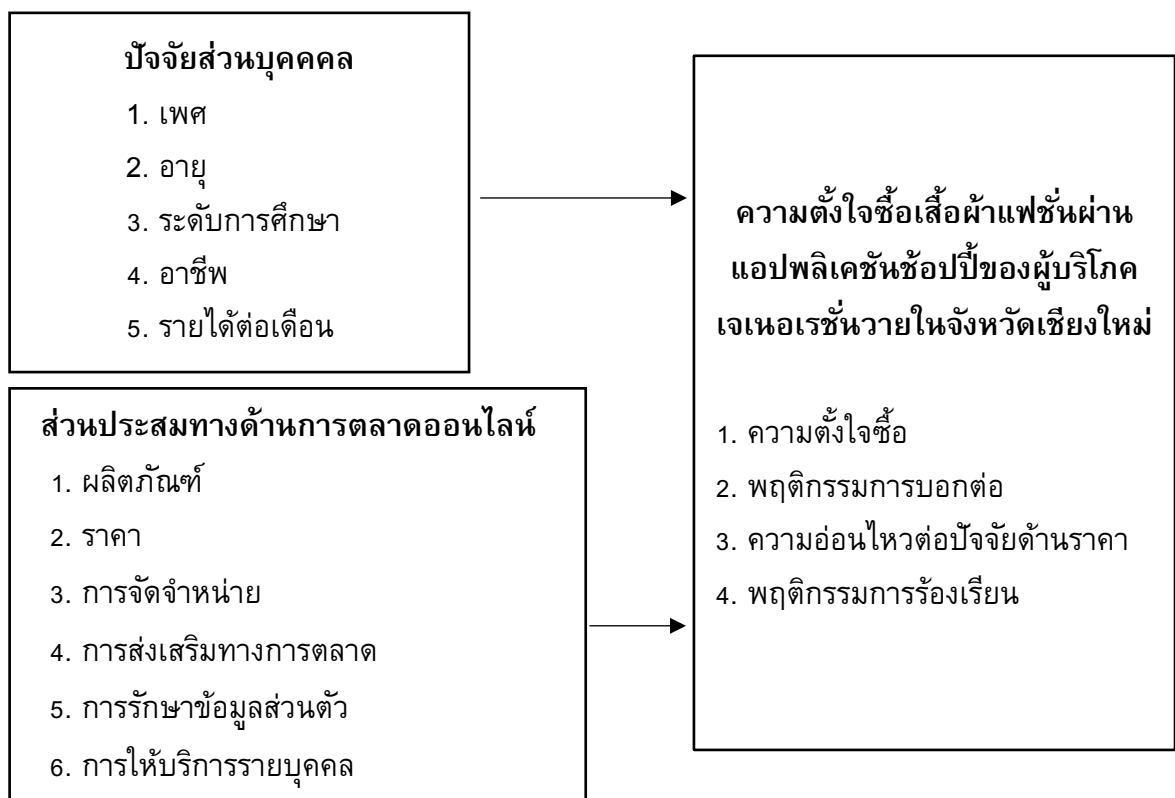 ปัจจัยส่วนบุคคคล
1. เพศ
2. อายุ
3. ระดับการศึกษา
4. อาชีพ
5. รายได้ต่อเดือน
ส่วนประสมทางด้านการตลาดออนไลน์
1. ผลิตภัณฑ์
2. ราคา
3. การจัดจำหน่าย
4. การส่งเสริมทางการตลาด
5. การรักษาข้อมูลส่วนตัว
6. การให้บริการรายบุคคล
ความตั้งใจซื้อเสื้อผ้าแฟชั่นผ่าน
แอปพลิเคชันช้อปปี้ของผู้บริโภค
เจเนอเรชั่นวายในจังหวัดเชียงใหม่
1. ความตั้งใจซื้อ
2. พฤติกรรมการบอกต่อ
3. ความอ่อนไหวต่อปัจจัยด้านราคา
4. พฤติกรรมการร้องเรียน